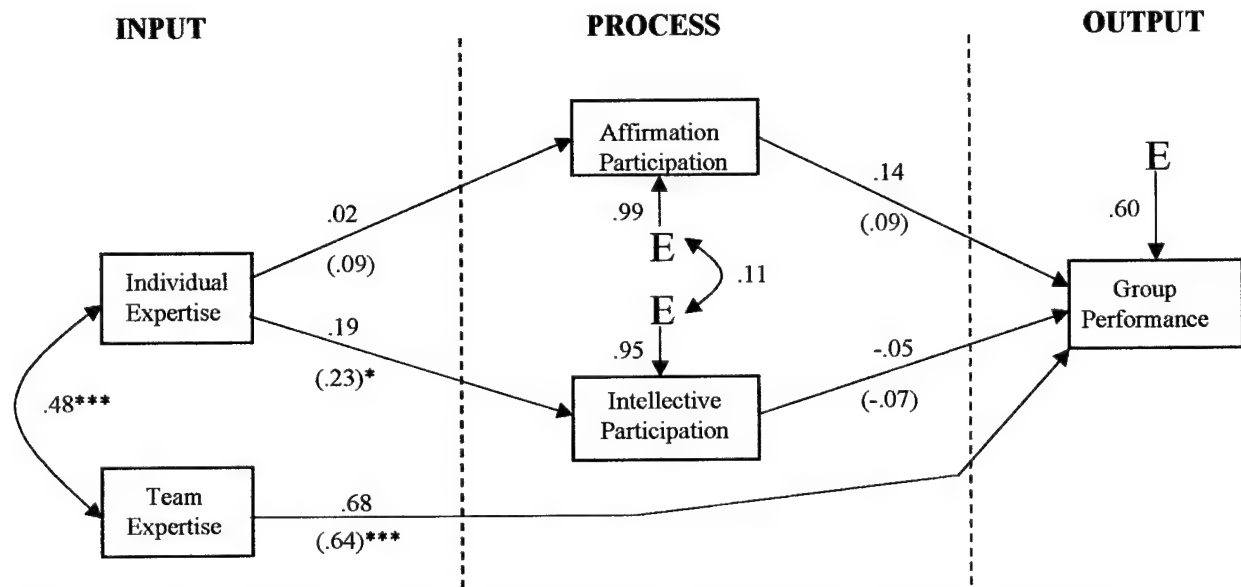 INPUT
PROCESS
OUTPUT
Affirmation
Participation
E
.14
(.09)
.60
.02
(.09)
.99
E
.11
Individual
Expertise
E
Group
Performance
.19
(.23)*
.95
-.05
(-.07)
.48***
Intellective
Participation
Team
Expertise
.68
(.64)***